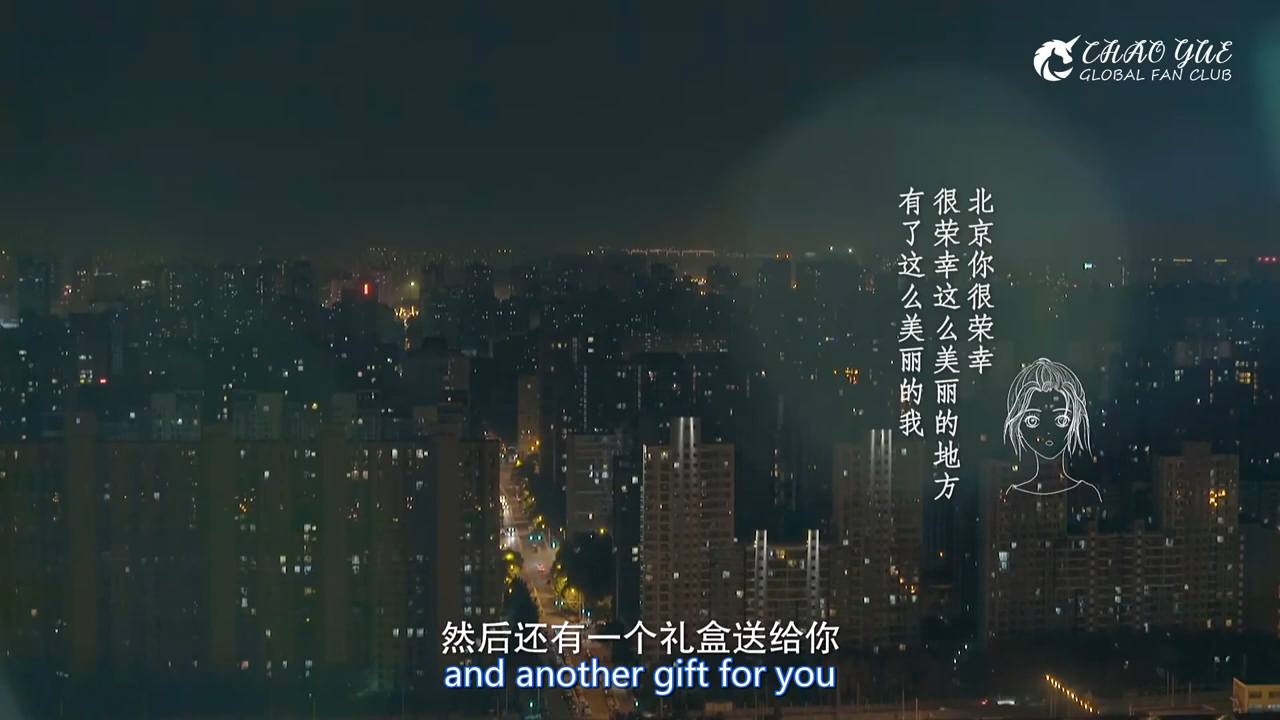 CHAO YUE
GLOBAL FAN CLUB
北京你很荣幸
很荣幸这么美丽的地方
有了这么美丽的我
然后还有一个礼盒送给你
and another gift for you